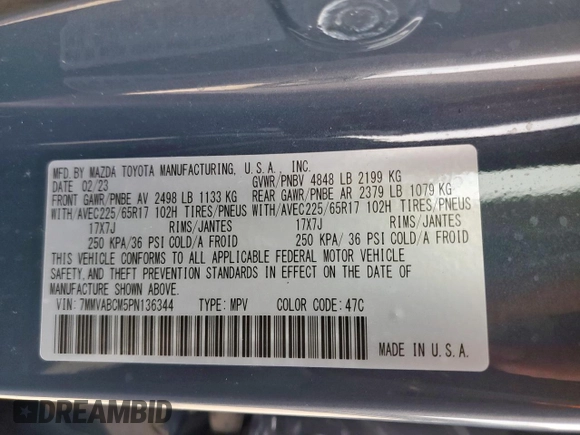 MFD.BY MAZDA TOYOTA MANUFACTURING, U.S.A., INC.
DATE 02/23 GVWR/PNBV 4848 LB 2199 KG
FRONT GAWR/PNBE AV 2498 LB 1133 KG REAR GAWR/PNBE AR 2379 LB 1079 KG
WITH/AVEC225/65R17 102H TIRES/PNEUS WITH/AVEC225/65R17 102H TIRES/PNEUS
17X7J RIMS/JANTES 17X7J RIMS/JANTES
250 KPA/36 PSI COLD/A FROID 250 KPA/36 PSI COLD/A FROID
THIS VEHICLE CONFORMS TO ALL APPLICABLE FEDERAL MOTOR VEHICLE
SAFETY,AND THEFT PREVENTION STANDARDS IN EFFECT ON THE DATE OF
MANUFACTURE SHOWN ABOVE.
VIN: 7MMVABCM5PN136344 TYPE: MPV COLOR CODE: 47C
MADE IN U.S.A.
DREAMBID